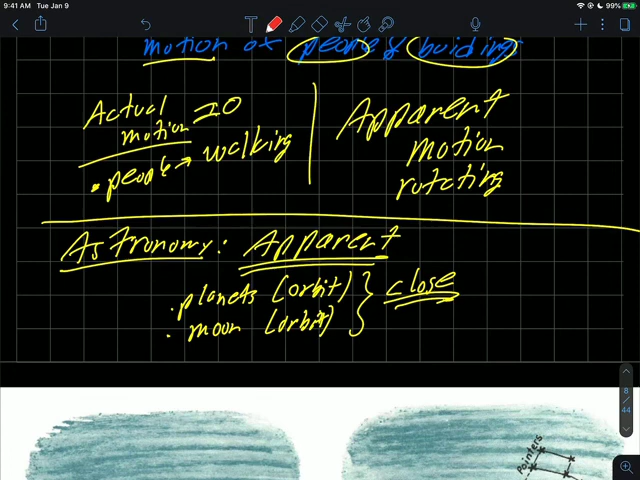 9:41 AM Tue Jan 9
99%
motion of people & building
Actual
motion = 0
• people → walking
Apparent
motion
rotating
Astronomy: Apparent
• planets (orbit)
• moon (orbit)
close
8
/
44
Pointers